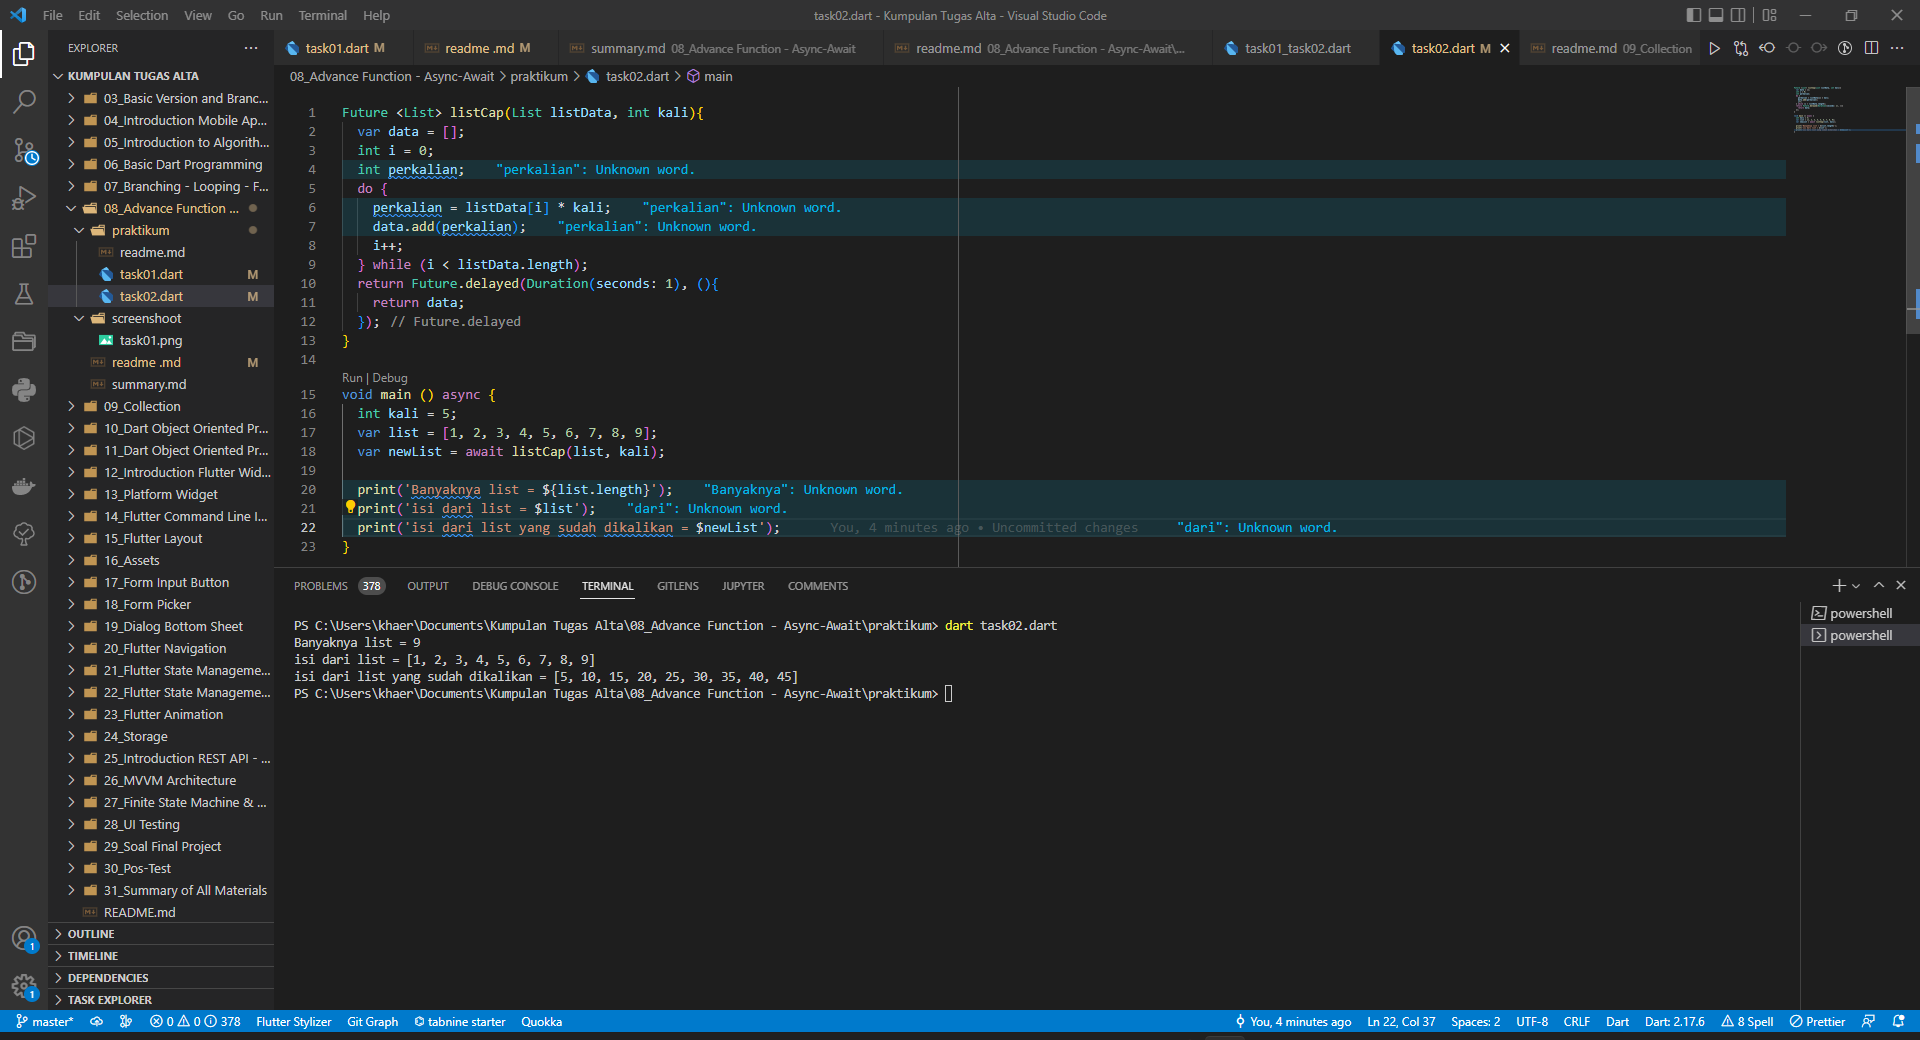 File Edit Selection View Go Run Terminal Help
task02.dart - Kumpulan Tugas Alta - Visual Studio Code
EXPLORER
KUMPULAN TUGAS ALTA
03_Basic Version and Branc...
04_Introduction Mobile Ap...
05_Introduction to Algorith...
06_Basic Dart Programming
07_Branching - Looping - F...
08_Advance Function ...
praktikum
readme.md
task01.dart M
task02.dart M
screenshoot
task01.png
readme .md M
summary.md
09_Collection
10_Dart Object Oriented Pr...
11_Dart Object Oriented Pr...
12_Introduction Flutter Wid...
13_Platform Widget
14_Flutter Command Line I...
15_Flutter Layout
16_Assets
17_Form Input Button
18_Form Picker
19_Dialog Bottom Sheet
20_Flutter Navigation
21_Flutter State Manageme...
22_Flutter State Manageme...
23_Flutter Animation
24_Storage
25_Introduction REST API - ...
26_MVVM Architecture
27_Finite State Machine & ...
28_UI Testing
29_Soal Final Project
30_Pos-Test
31_Summary of All Materials
README.md
OUTLINE
TIMELINE
DEPENDENCIES
TASK EXPLORER
1
1
task01.dart M
readme .md M
summary.md 08_Advance Function - Async-Await
readme.md 08_Advance Function - Async-Await\...
task01_task02.dart
task02.dart M
readme.md 09_Collection
08_Advance Function - Async-Await > praktikum > task02.dart > main
1 Future <List> listCap(List listData, int kali){
2 var data = [];
3 int i = 0;
4 int perkalian; "perkalian": Unknown word.
5 do {
6 perkalian = listData[i] * kali; "perkalian": Unknown word.
7 data.add(perkalian); "perkalian": Unknown word.
8 i++;
9 } while (i < listData.length);
10 return Future.delayed(Duration(seconds: 1), (){
11 return data;
12 }); // Future.delayed
13 }
14
Run | Debug
15 void main () async {
16 int kali = 5;
17 var list = [1, 2, 3, 4, 5, 6, 7, 8, 9];
18 var newList = await listCap(list, kali);
19
20 print('Banyaknya list = ${list.length}'); "Banyaknya": Unknown word.
21 print('isi dari list = $list'); "dari": Unknown word.
22 print('isi dari list yang sudah dikalikan = $newList'); You, 4 minutes ago • Uncommitted changes "dari": Unknown word.
23 }
PROBLEMS 378 OUTPUT DEBUG CONSOLE TERMINAL GITLENS JUPYTER COMMENTS
PS C:\Users\khaer\Documents\Kumpulan Tugas Alta\08_Advance Function - Async-Await\praktikum> dart task02.dart
Banyaknya list = 9
isi dari list = [1, 2, 3, 4, 5, 6, 7, 8, 9]
isi dari list yang sudah dikalikan = [5, 10, 15, 20, 25, 30, 35, 40, 45]
PS C:\Users\khaer\Documents\Kumpulan Tugas Alta\08_Advance Function - Async-Await\praktikum>
powershell
powershell
master* 0 0 378 Flutter Stylizer Git Graph tabnine starter Quokka
You, 4 minutes ago Ln 22, Col 37 Spaces: 2 UTF-8 CRLF Dart Dart: 2.17.6 8 Spell Prettier